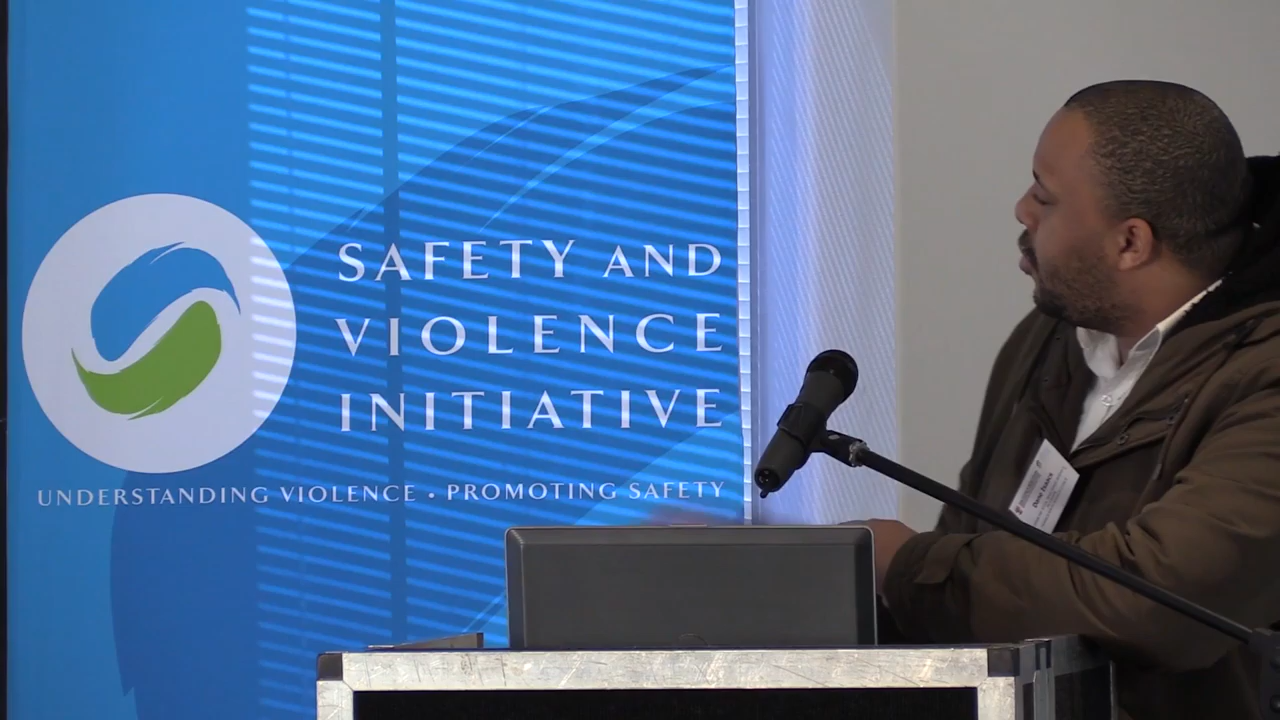 SAFETY AND
VIOLENCE
INITIATIVE
UNDERSTANDING VIOLENCE • PROMOTING SAFETY